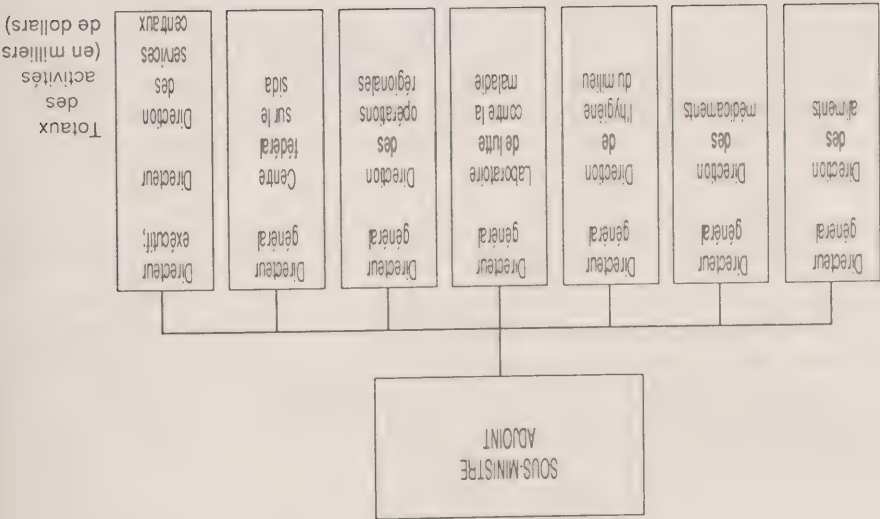 SOUS-MINISTRE
ADJOINT
Directeur
général
Direction
des
aliments
Directeur
général
Direction
des
médicaments
Directeur
général
Direction
de
l'hygiène
du milieu
Directeur
général
Laboratoire
de lutte
contre la
maladie
Directeur
général
Direction
des
opérations
régionales
Directeur
général
Centre
fédéral
sur le
sida
Directeur
exécutif;
Directeur
Direction
des
services
centraux
Totaux
des
activités
(en milliers
de dollars)